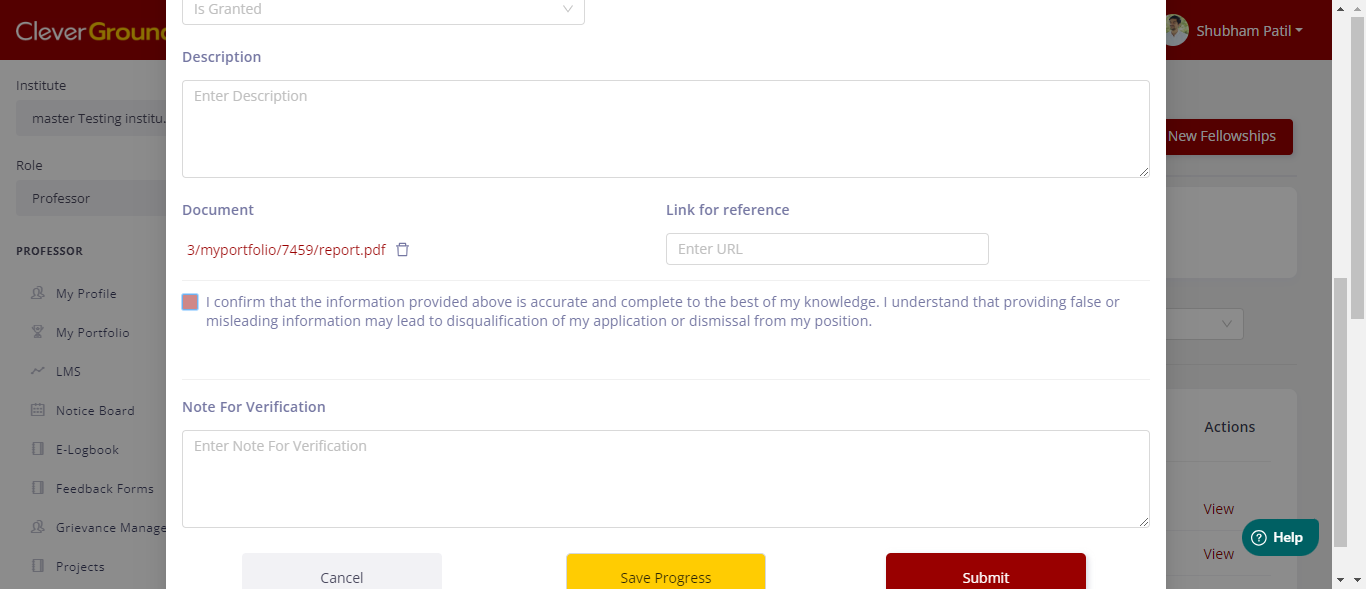 Is Granted
CleverGround
Shubham Patil
Description
Institute
Enter Description
master Testing institu..
New Fellowships
Role
Professor
Document
Link for reference
PROFESSOR
3/myportfolio/7459/report.pdf
Enter URL
My Profile
I confirm that the information provided above is accurate and complete to the best of my knowledge. I understand that providing false or
misleading information may lead to disqualification of my application or dismissal from my position.
My Portfolio
LMS
Notice Board
Note For Verification
Actions
E-Logbook
Enter Note For Verification
Feedback Forms
View
Grievance Manage
? Help
View
Projects
Cancel
Save Progress
Submit